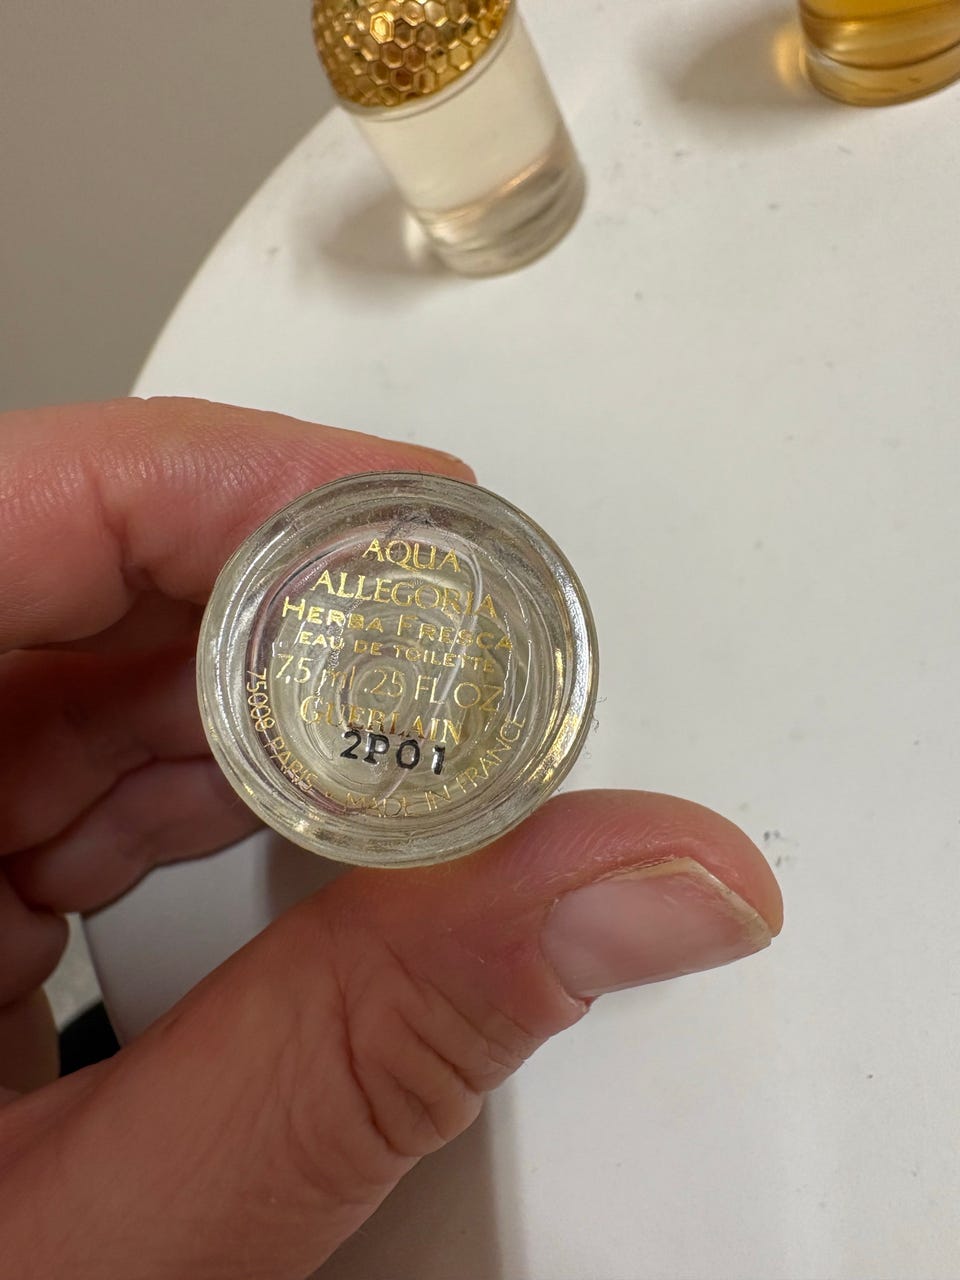 AQUA
ALLEGORIA
HERBA FRESCA
EAU DE TOILETTE
7,5 ml .25 FL OZ
GUERLAIN
2P01
75008 PARIS - MADE IN FRANCE